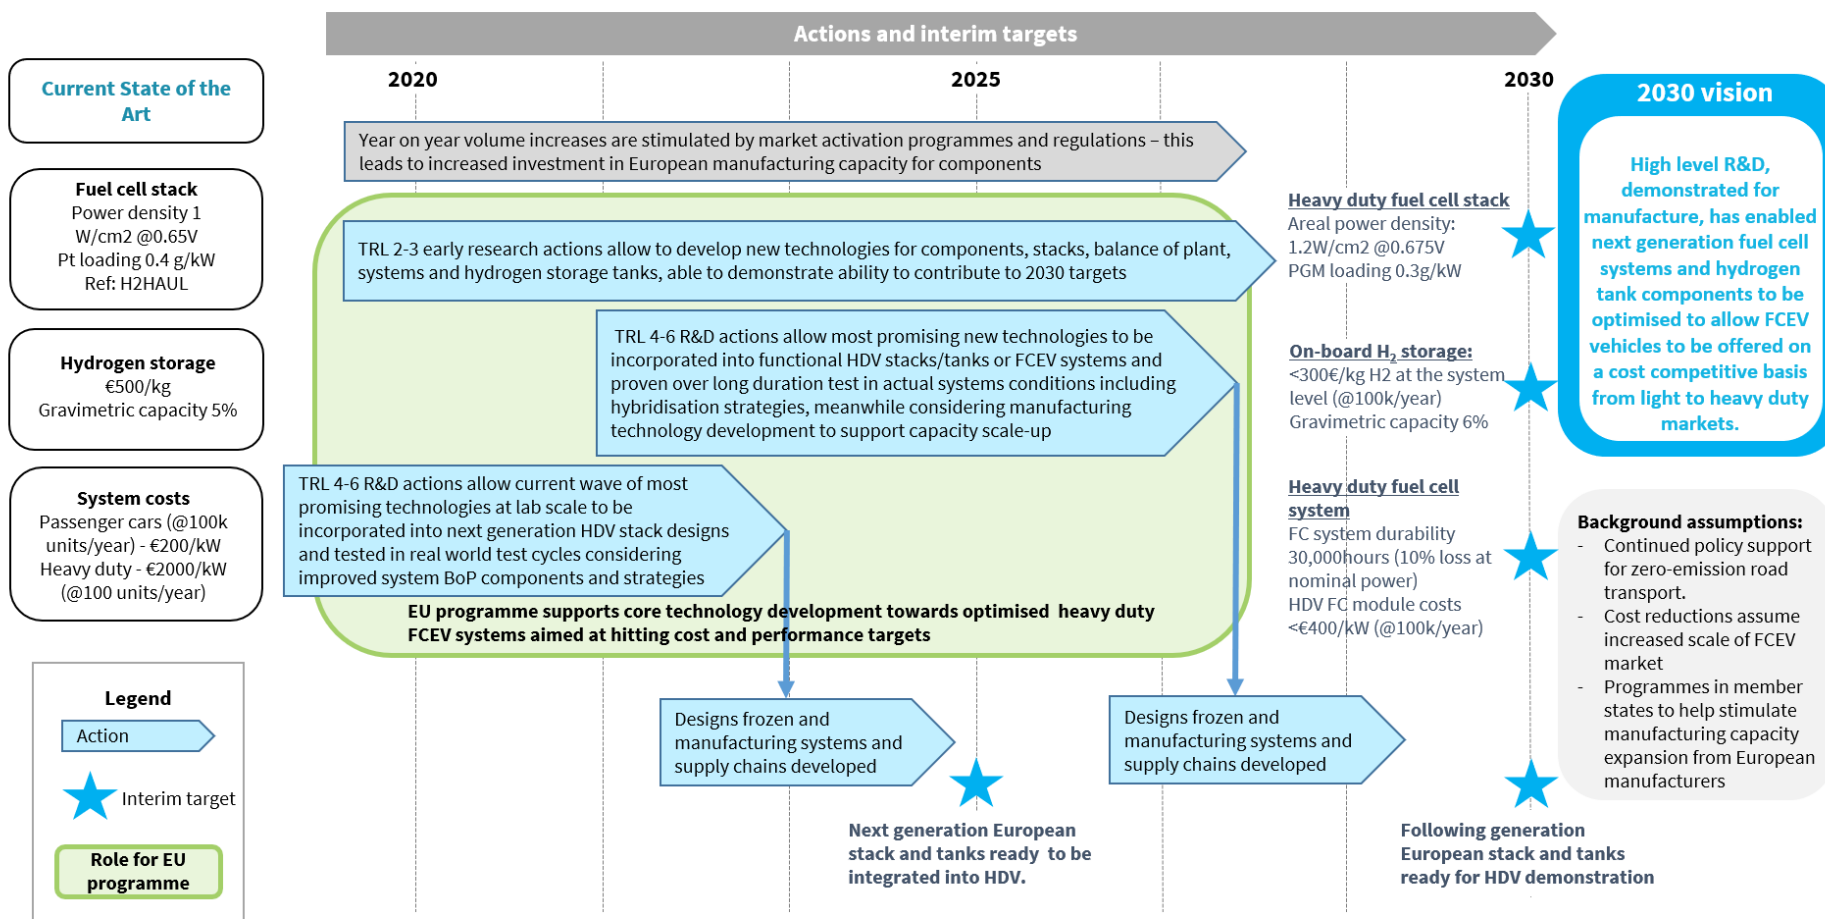 Actions and interim targets
2020
2025
2030
Current State of the
Art
Fuel cell stack
Power density 1
W/cm2 @0.65V
Pt loading 0.4 g/kW
Ref: H2HAUL
Hydrogen storage
€500/kg
Gravimetric capacity 5%
System costs
Passenger cars (@100k
units/year) - €200/kW
Heavy duty - €2000/kW
(@100 units/year)
Legend
Action
Interim target
Role for EU
programme
Year on year volume increases are stimulated by market activation programmes and regulations – this
leads to increased investment in European manufacturing capacity for components
TRL 2-3 early research actions allow to develop new technologies for components, stacks, balance of plant,
systems and hydrogen storage tanks, able to demonstrate ability to contribute to 2030 targets
TRL 4-6 R&D actions allow most promising new technologies to be
incorporated into functional HDV stacks/tanks or FCEV systems and
proven over long duration test in actual systems conditions including
hybridisation strategies, meanwhile considering manufacturing
technology development to support capacity scale-up
TRL 4-6 R&D actions allow current wave of most
promising technologies at lab scale to be
incorporated into next generation HDV stack designs
and tested in real world test cycles considering
improved system BoP components and strategies
EU programme supports core technology development towards optimised heavy duty
FCEV systems aimed at hitting cost and performance targets
Designs frozen and
manufacturing systems and
supply chains developed
Next generation European
stack and tanks ready to be
integrated into HDV.
Designs frozen and
manufacturing systems and
supply chains developed
Following generation
European stack and tanks
ready for HDV demonstration
Heavy duty fuel cell stack
Areal power density:
1.2W/cm2 @0.675V
PGM loading 0.3g/kW
On-board H2 storage:
<300€/kg H2 at the system
level (@100k/year)
Gravimetric capacity 6%
Heavy duty fuel cell
system
FC system durability
30,000hours (10% loss at
nominal power)
HDV FC module costs
<€400/kW (@100k/year)
2030 vision
High level R&D,
demonstrated for
manufacture, has enabled
next generation fuel cell
systems and hydrogen
tank components to be
optimised to allow FCEV
vehicles to be offered on
a cost competitive basis
from light to heavy duty
markets.
Background assumptions:
- Continued policy support
for zero-emission road
transport.
- Cost reductions assume
increased scale of FCEV
market
- Programmes in member
states to help stimulate
manufacturing capacity
expansion from European
manufacturers